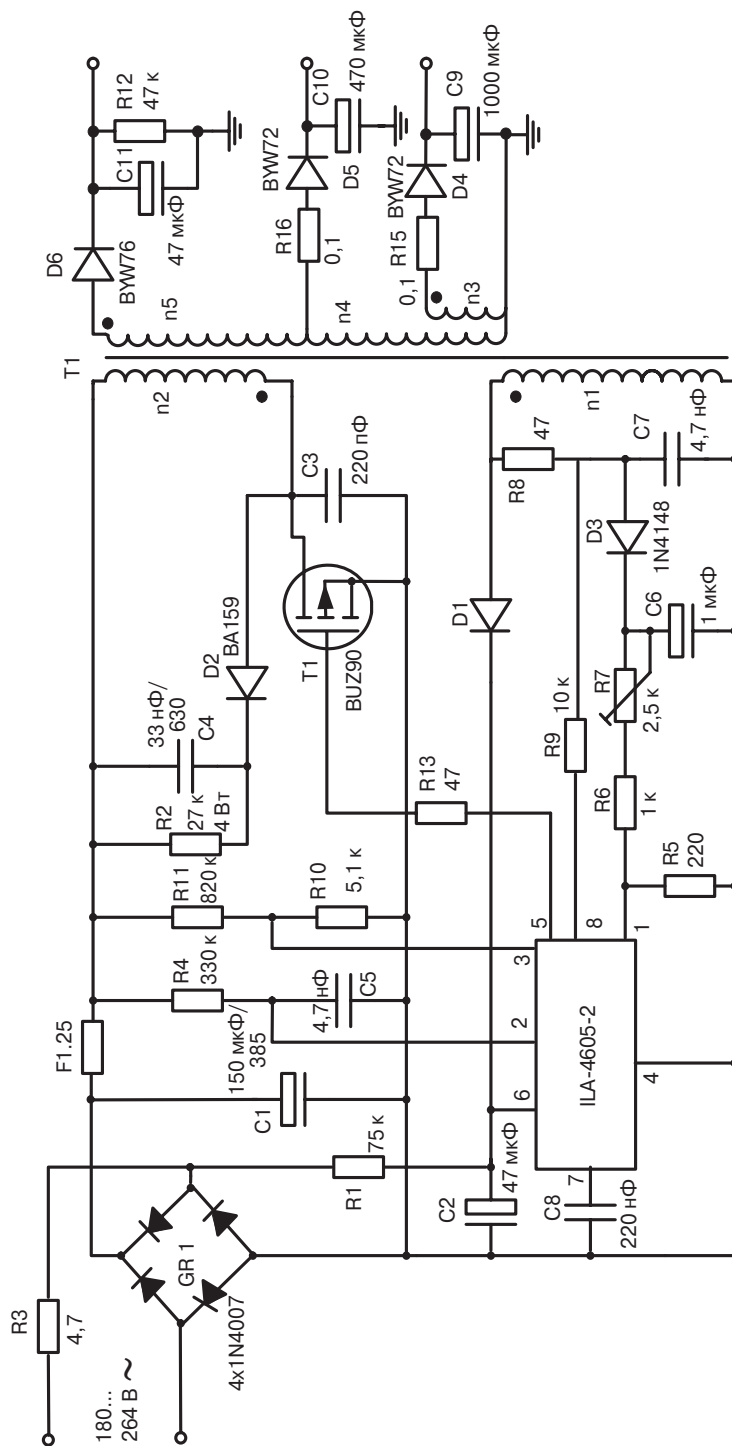 180...
264 В ~
R3
4,7
GR 1
4x1N4007
F1.25
150 мкФ/
385
C1
R1
75 к
R4
330 к
4,7 нФ
C5
R11
820 к
R10
5,1 к
R2
27 к
4 Вт
33 нФ/
630
C4
D2
BA159
T1
BUZ90
C3
220 пФ
R13
47
T1
n2
n5
n4
n3
n1
D6
BYW76
C11
47 мкФ
R12
47 к
R16
0,1
BYW72
D5
C10
470 мкФ
R15
0,1
BYW72
D4
C9
1000 мкФ
C2
47 мкФ
D1
R8
47
C7
4,7 нФ
D3
1N4148
C6
1 мкФ
R9
10 к
R7
2,5 к
R6
1 к
R5
220
C8
220 нФ
ILA-4605-2
7
6
2
3
5
8
1
4